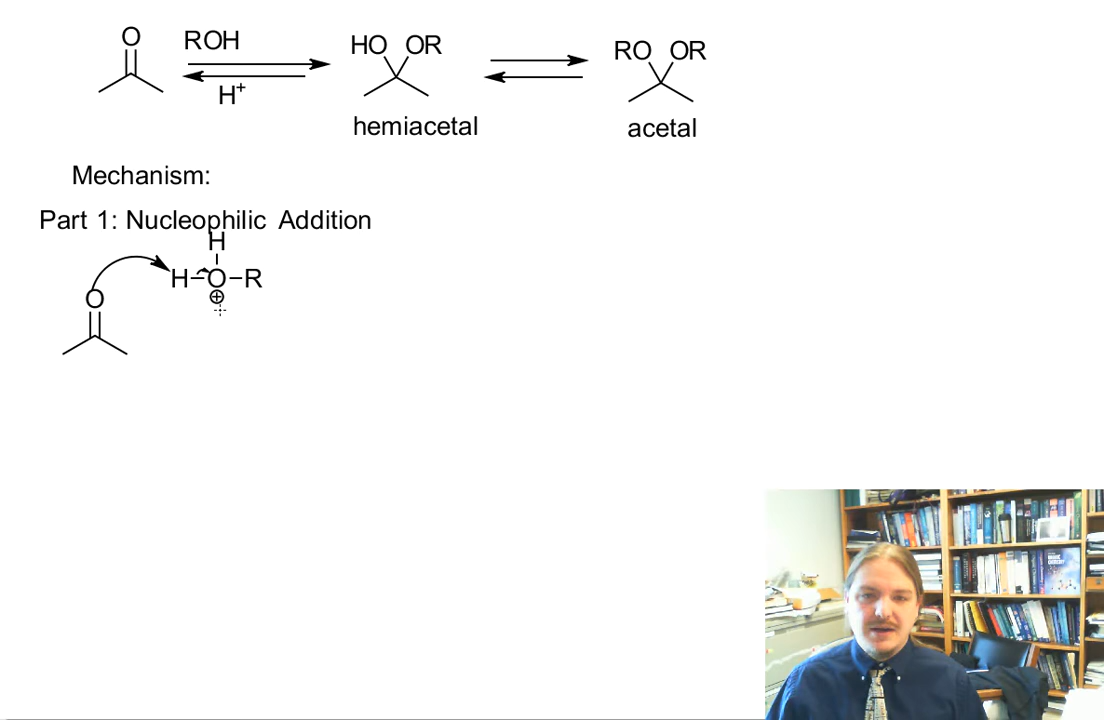 O
ROH
H⁺
HO OR
RO OR
hemiacetal
acetal
Mechanism:
Part 1: Nucleophilic Addition
H
H–O–R
⊕
O